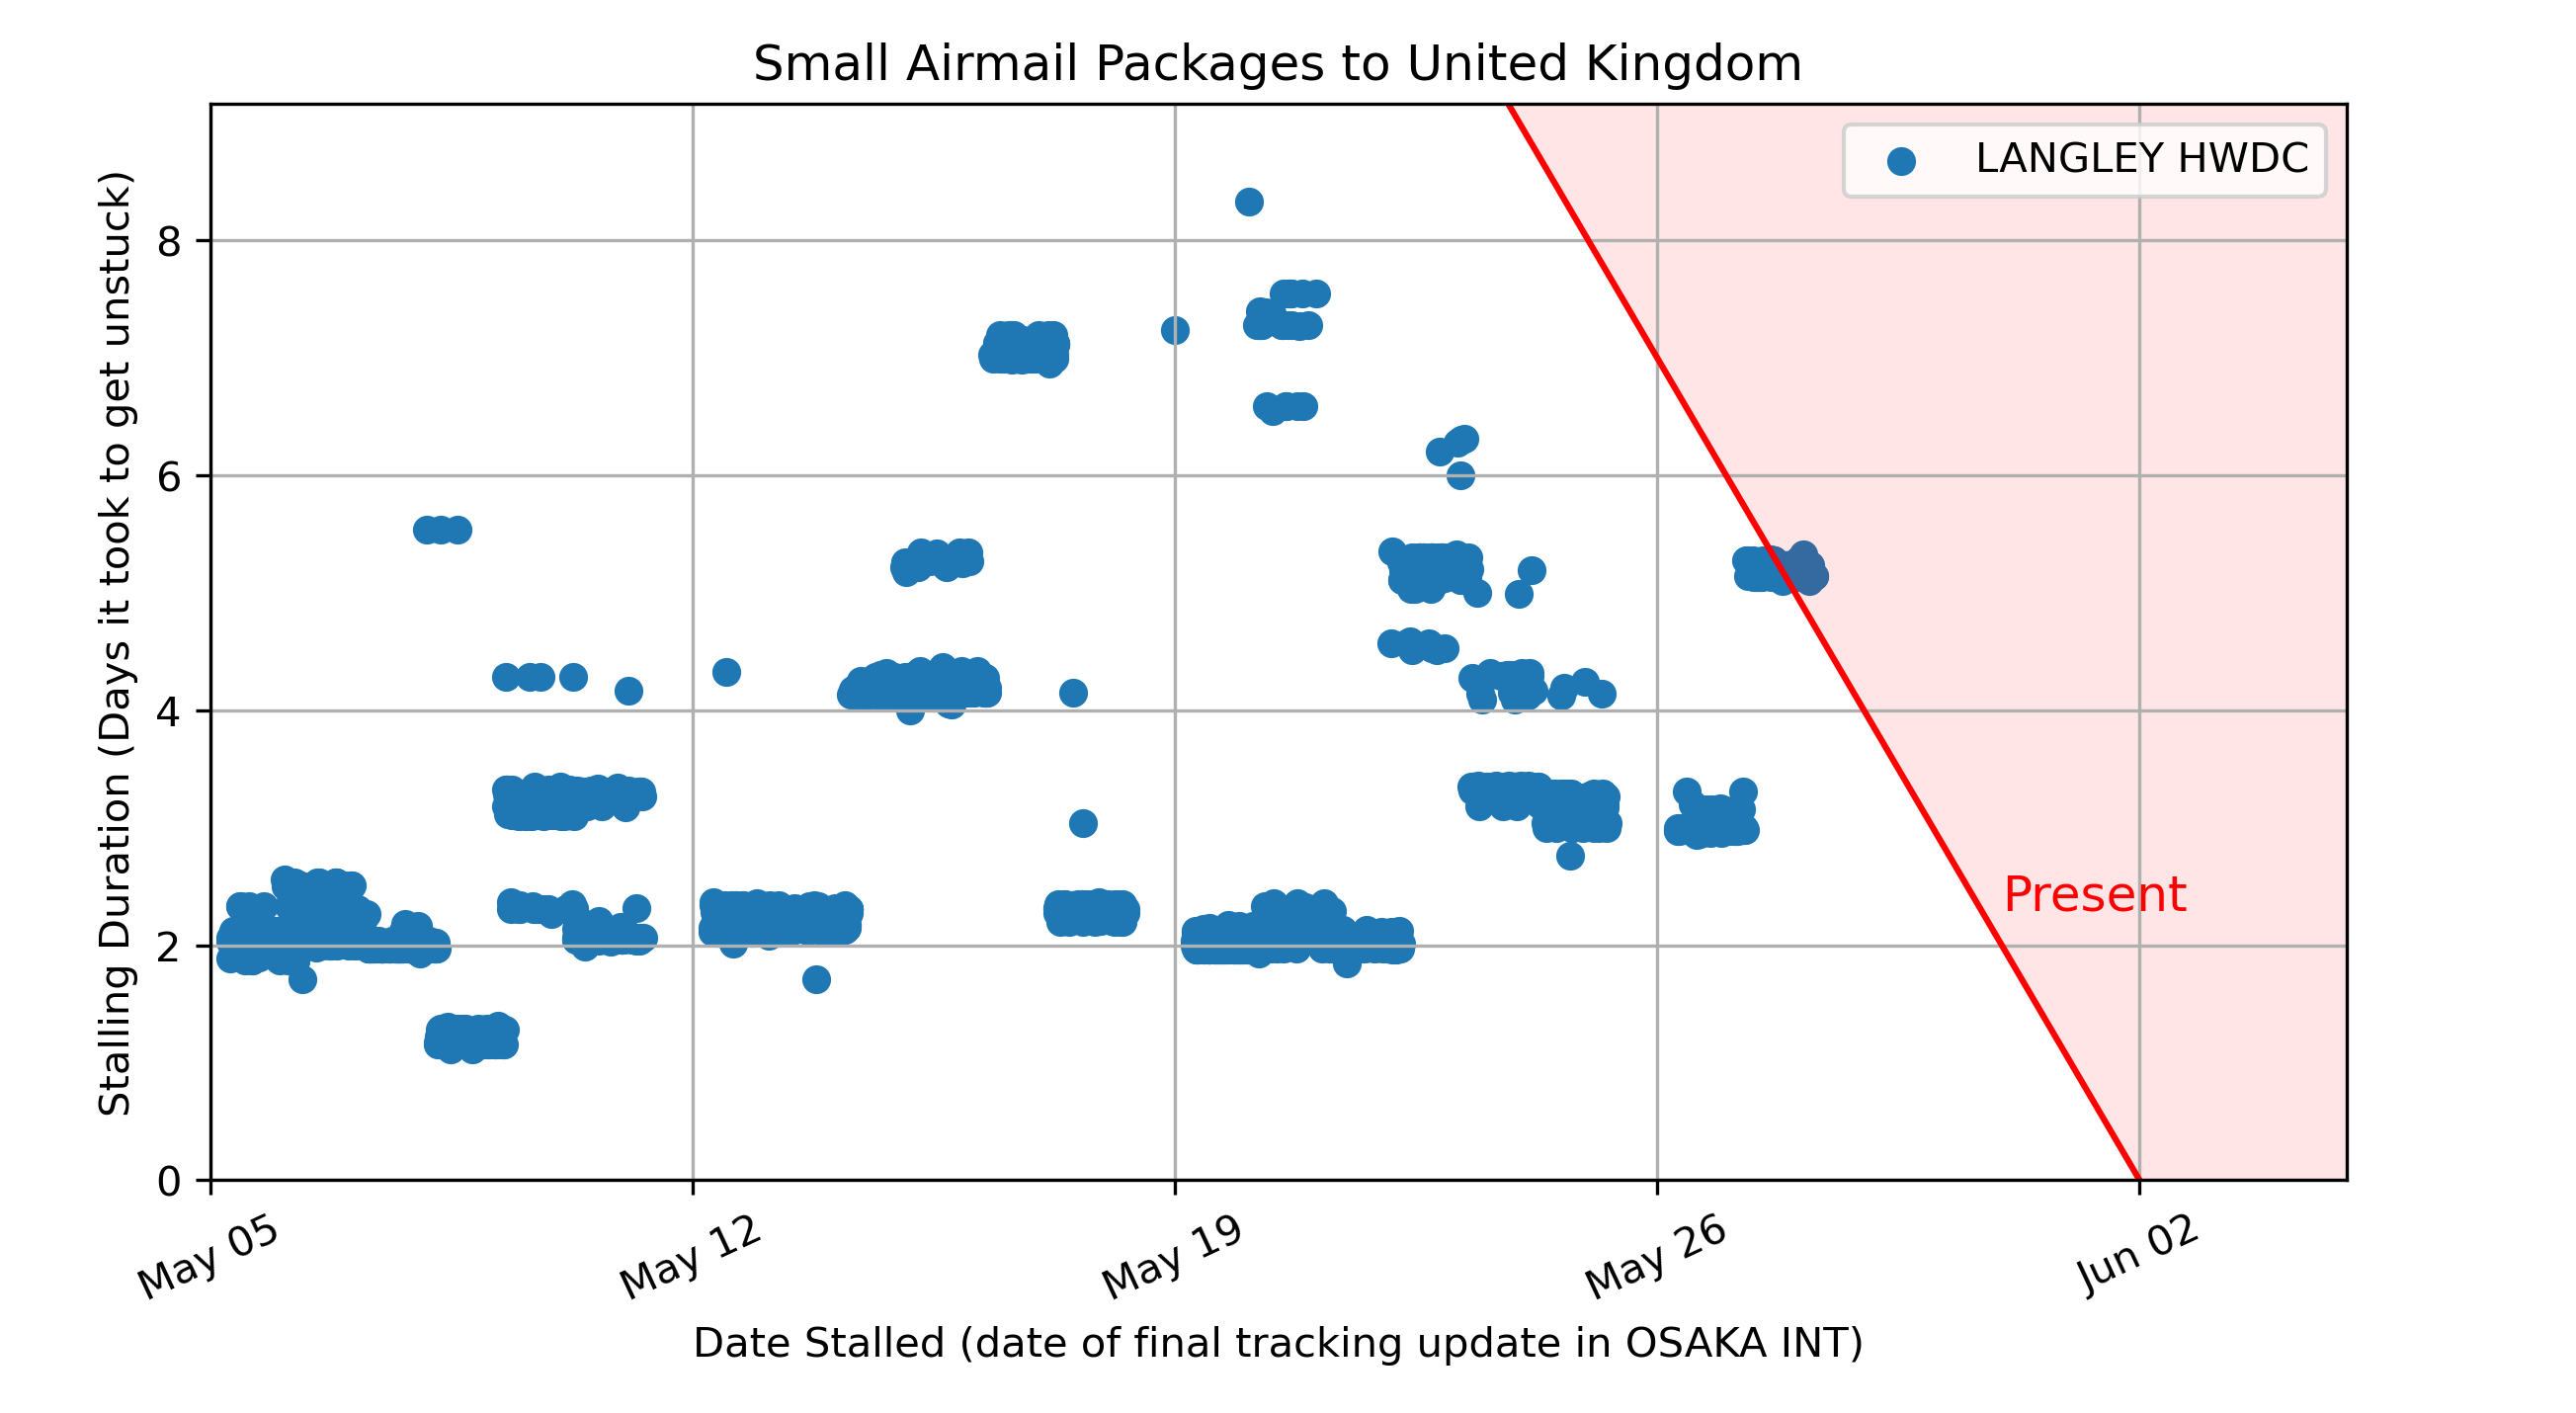 Small Airmail Packages to United Kingdom
LANGLEY HWDC
Stalling Duration (Days it took to get unstuck)
8
6
4
2
0
Present
May 05
May 12
May 19
May 26
Jun 02
Date Stalled (date of final tracking update in OSAKA INT)